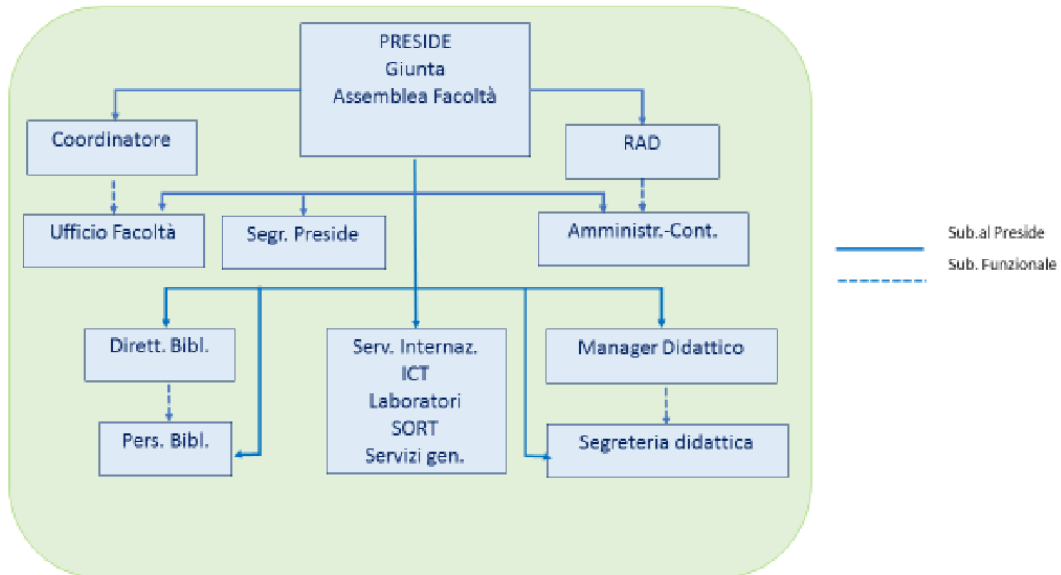 PRESIDE
Giunta
Assemblea Facoltà
Coordinatore
RAD
Ufficio Facoltà
Segr. Preside
Amministr.-Cont.
Sub.al Preside
Sub. Funzionale
Dirett. Bibl.
Serv. Internaz.
ICT
Laboratori
SORT
Servizi gen.
Manager Didattico
Pers. Bibl.
Segreteria didattica